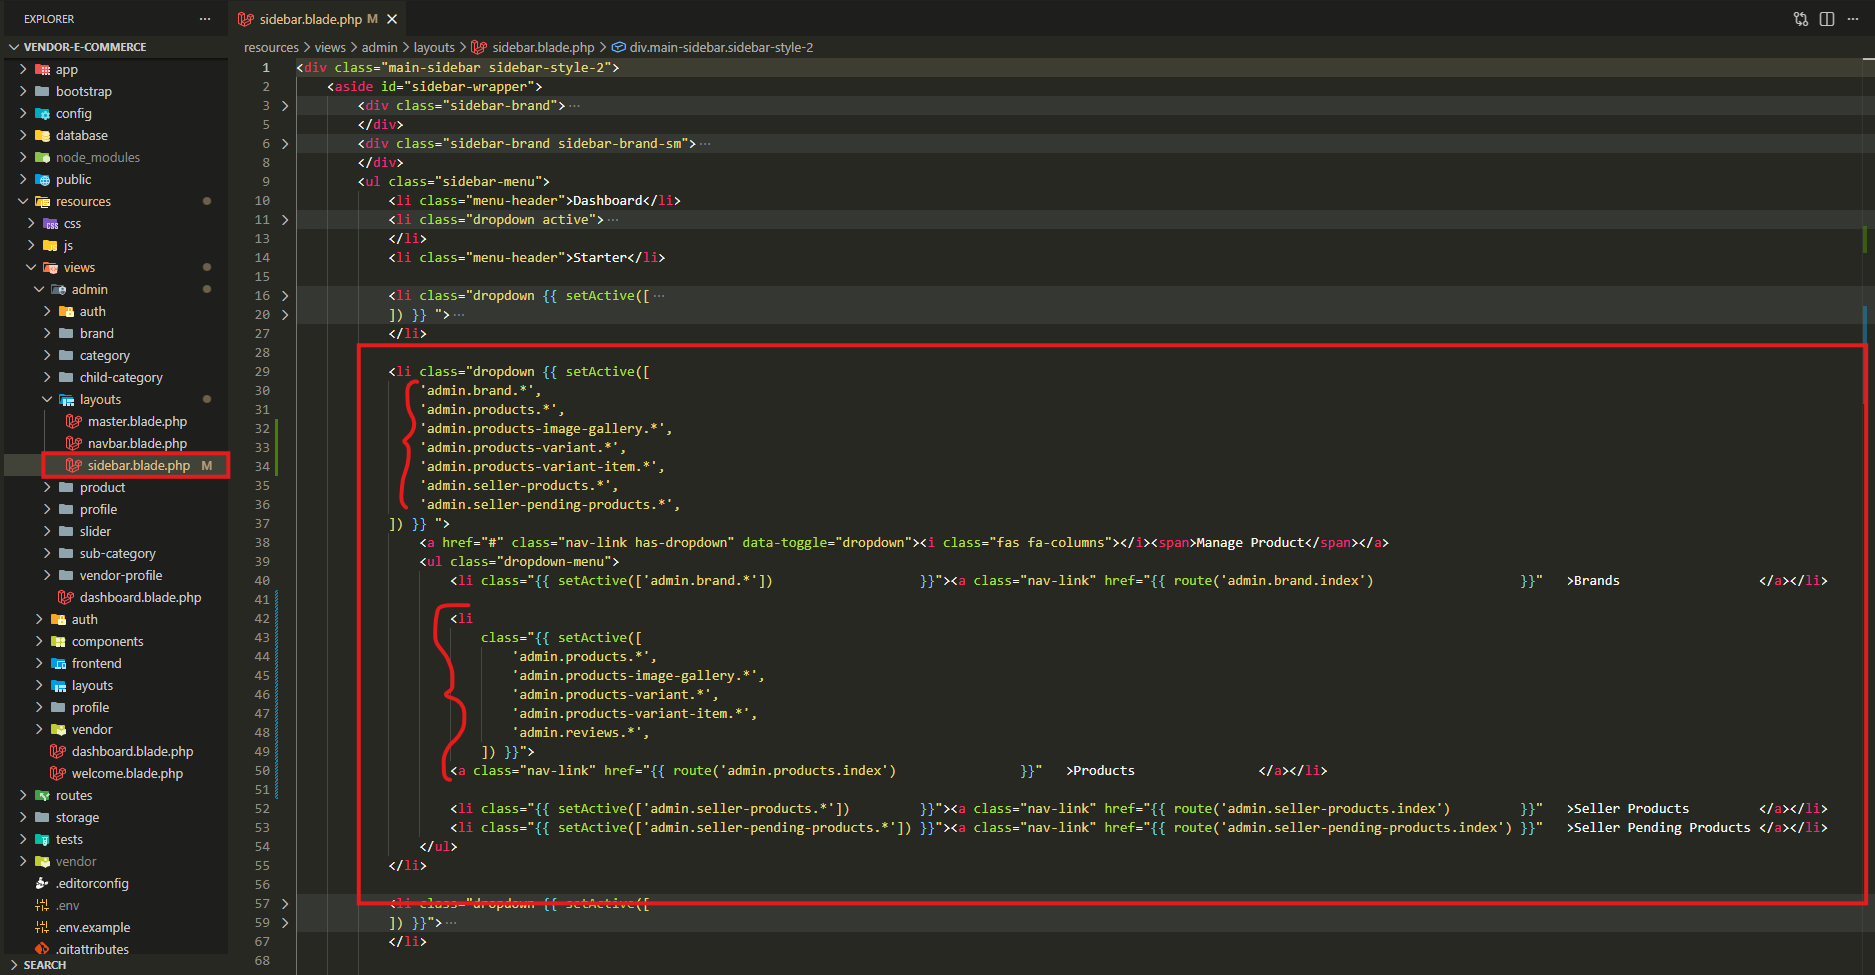 EXPLORER
···
sidebar.blade.php M
···
VENDOR-E-COMMERCE
resources > views > admin > layouts > sidebar.blade.php > div.main-sidebar.sidebar-style-2
app
bootstrap
config
database
node_modules
public
resources
css
js
views
admin
auth
brand
category
child-category
layouts
master.blade.php
navbar.blade.php
sidebar.blade.php M
product
profile
slider
sub-category
vendor-profile
dashboard.blade.php
auth
components
frontend
layouts
profile
vendor
dashboard.blade.php
welcome.blade.php
routes
storage
tests
vendor
.editorconfig
.env
.env.example
.gitattributes
SEARCH
1 <div class="main-sidebar sidebar-style-2">
2 <aside id="sidebar-wrapper">
3 <div class="sidebar-brand"> ···
5 </div>
6 <div class="sidebar-brand sidebar-brand-sm"> ···
8 </div>
9 <ul class="sidebar-menu">
10 <li class="menu-header">Dashboard</li>
11 <li class="dropdown active"> ···
13 </li>
14 <li class="menu-header">Starter</li>
15
16 <li class="dropdown {{ setActive([ ···
20 ]) }} "> ···
27 </li>
28
29 <li class="dropdown {{ setActive([
30 'admin.brand.*',
31 'admin.products.*',
32 'admin.products-image-gallery.*',
33 'admin.products-variant.*',
34 'admin.products-variant-item.*',
35 'admin.seller-products.*',
36 'admin.seller-pending-products.*',
37 ]) }} ">
38 <a href="#" class="nav-link has-dropdown" data-toggle="dropdown"><i class="fas fa-columns"></i><span>Manage Product</span></a>
39 <ul class="dropdown-menu">
40 <li class="{{ setActive(['admin.brand.*']) }}"><a class="nav-link" href="{{ route('admin.brand.index') }}" >Brands </a></li>
41
42 <li
43 class="{{ setActive([
44 'admin.products.*',
45 'admin.products-image-gallery.*',
46 'admin.products-variant.*',
47 'admin.products-variant-item.*',
48 'admin.reviews.*',
49 ]) }}">
50 <a class="nav-link" href="{{ route('admin.products.index') }}" >Products </a></li>
51
52 <li class="{{ setActive(['admin.seller-products.*']) }}"><a class="nav-link" href="{{ route('admin.seller-products.index') }}" >Seller Products </a></li>
53 <li class="{{ setActive(['admin.seller-pending-products.*']) }}"><a class="nav-link" href="{{ route('admin.seller-pending-products.index') }}" >Seller Pending Products </a></li>
54 </ul>
55 </li>
56
57 <li class="dropdown {{ setActive([
59 ]) }}"> ···
67 </li>
68